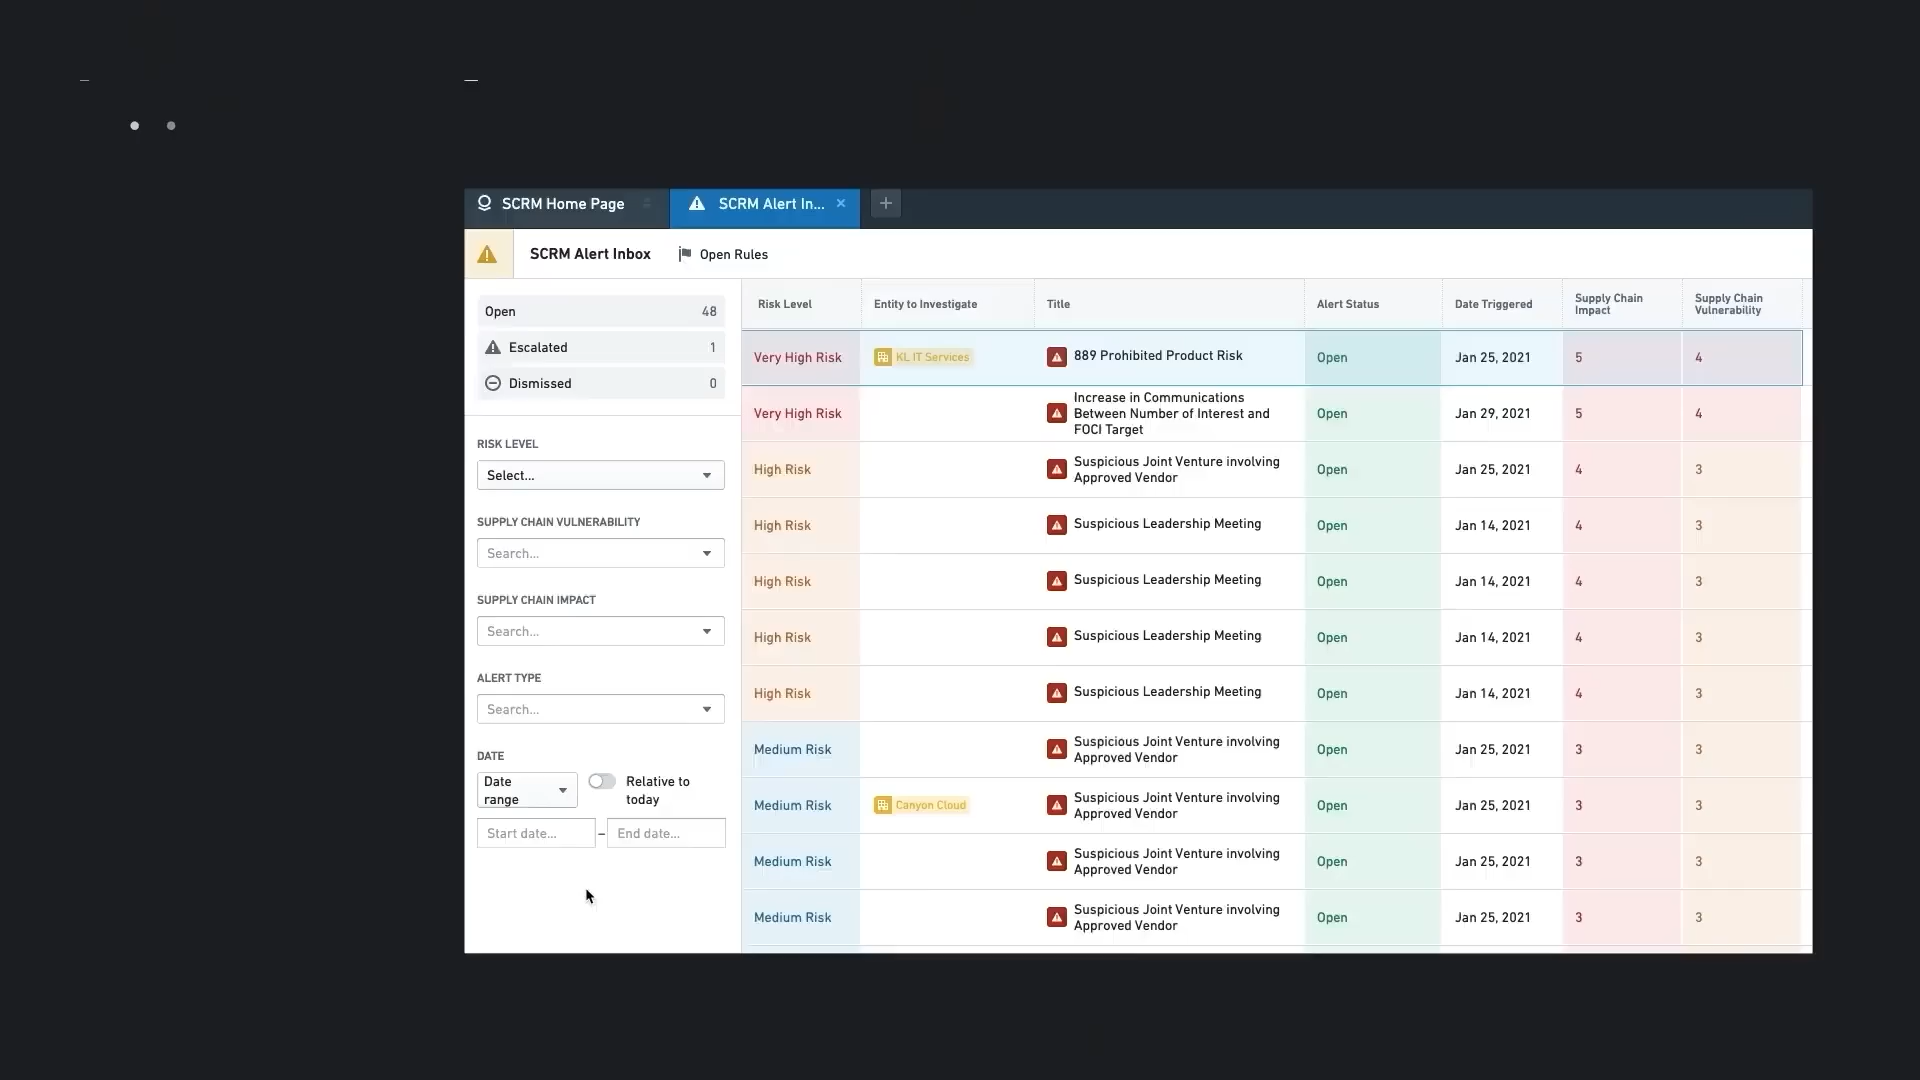 SCRM Home Page
SCRM Alert In...
SCRM Alert Inbox
Open Rules
Open 48
Escalated 1
Dismissed 0
RISK LEVEL
Select...
SUPPLY CHAIN VULNERABILITY
Search...
SUPPLY CHAIN IMPACT
Search...
ALERT TYPE
Search...
DATE
Date
range
Relative to
today
Start date... – End date...
Risk Level Entity to Investigate Title Alert Status Date Triggered Supply Chain Impact Supply Chain Vulnerability
Very High Risk KL IT Services 889 Prohibited Product Risk Open Jan 25, 2021 5 4
Very High Risk Increase in Communications Between Number of Interest and FOCI Target Open Jan 29, 2021 5 4
High Risk Suspicious Joint Venture involving Approved Vendor Open Jan 25, 2021 4 3
High Risk Suspicious Leadership Meeting Open Jan 14, 2021 4 3
High Risk Suspicious Leadership Meeting Open Jan 14, 2021 4 3
High Risk Suspicious Leadership Meeting Open Jan 14, 2021 4 3
High Risk Suspicious Leadership Meeting Open Jan 14, 2021 4 3
Medium Risk Suspicious Joint Venture involving Approved Vendor Open Jan 25, 2021 3 3
Medium Risk Canyon Cloud Suspicious Joint Venture involving Approved Vendor Open Jan 25, 2021 3 3
Medium Risk Suspicious Joint Venture involving Approved Vendor Open Jan 25, 2021 3 3
Medium Risk Suspicious Joint Venture involving Approved Vendor Open Jan 25, 2021 3 3